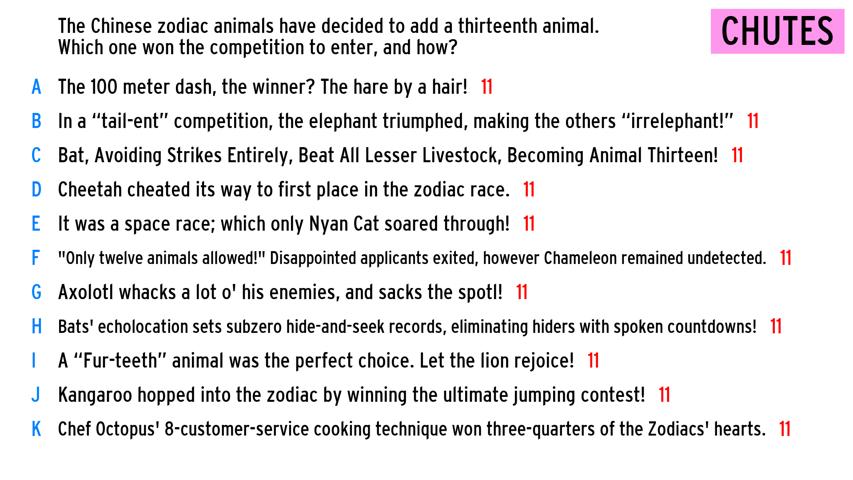 The Chinese zodiac animals have decided to add a thirteenth animal.
Which one won the competition to enter, and how?
CHUTES
A The 100 meter dash, the winner? The hare by a hair! 11
B In a “tail-ent” competition, the elephant triumphed, making the others “irrelephant!” 11
C Bat, Avoiding Strikes Entirely, Beat All Lesser Livestock, Becoming Animal Thirteen! 11
D Cheetah cheated its way to first place in the zodiac race. 11
E It was a space race; which only Nyan Cat soared through! 11
F "Only twelve animals allowed!" Disappointed applicants exited, however Chameleon remained undetected. 11
G Axolotl whacks a lot o' his enemies, and sacks the spotl! 11
H Bats' echolocation sets subzero hide-and-seek records, eliminating hiders with spoken countdowns! 11
I A “Fur-teeth” animal was the perfect choice. Let the lion rejoice! 11
J Kangaroo hopped into the zodiac by winning the ultimate jumping contest! 11
K Chef Octopus' 8-customer-service cooking technique won three-quarters of the Zodiacs' hearts. 11